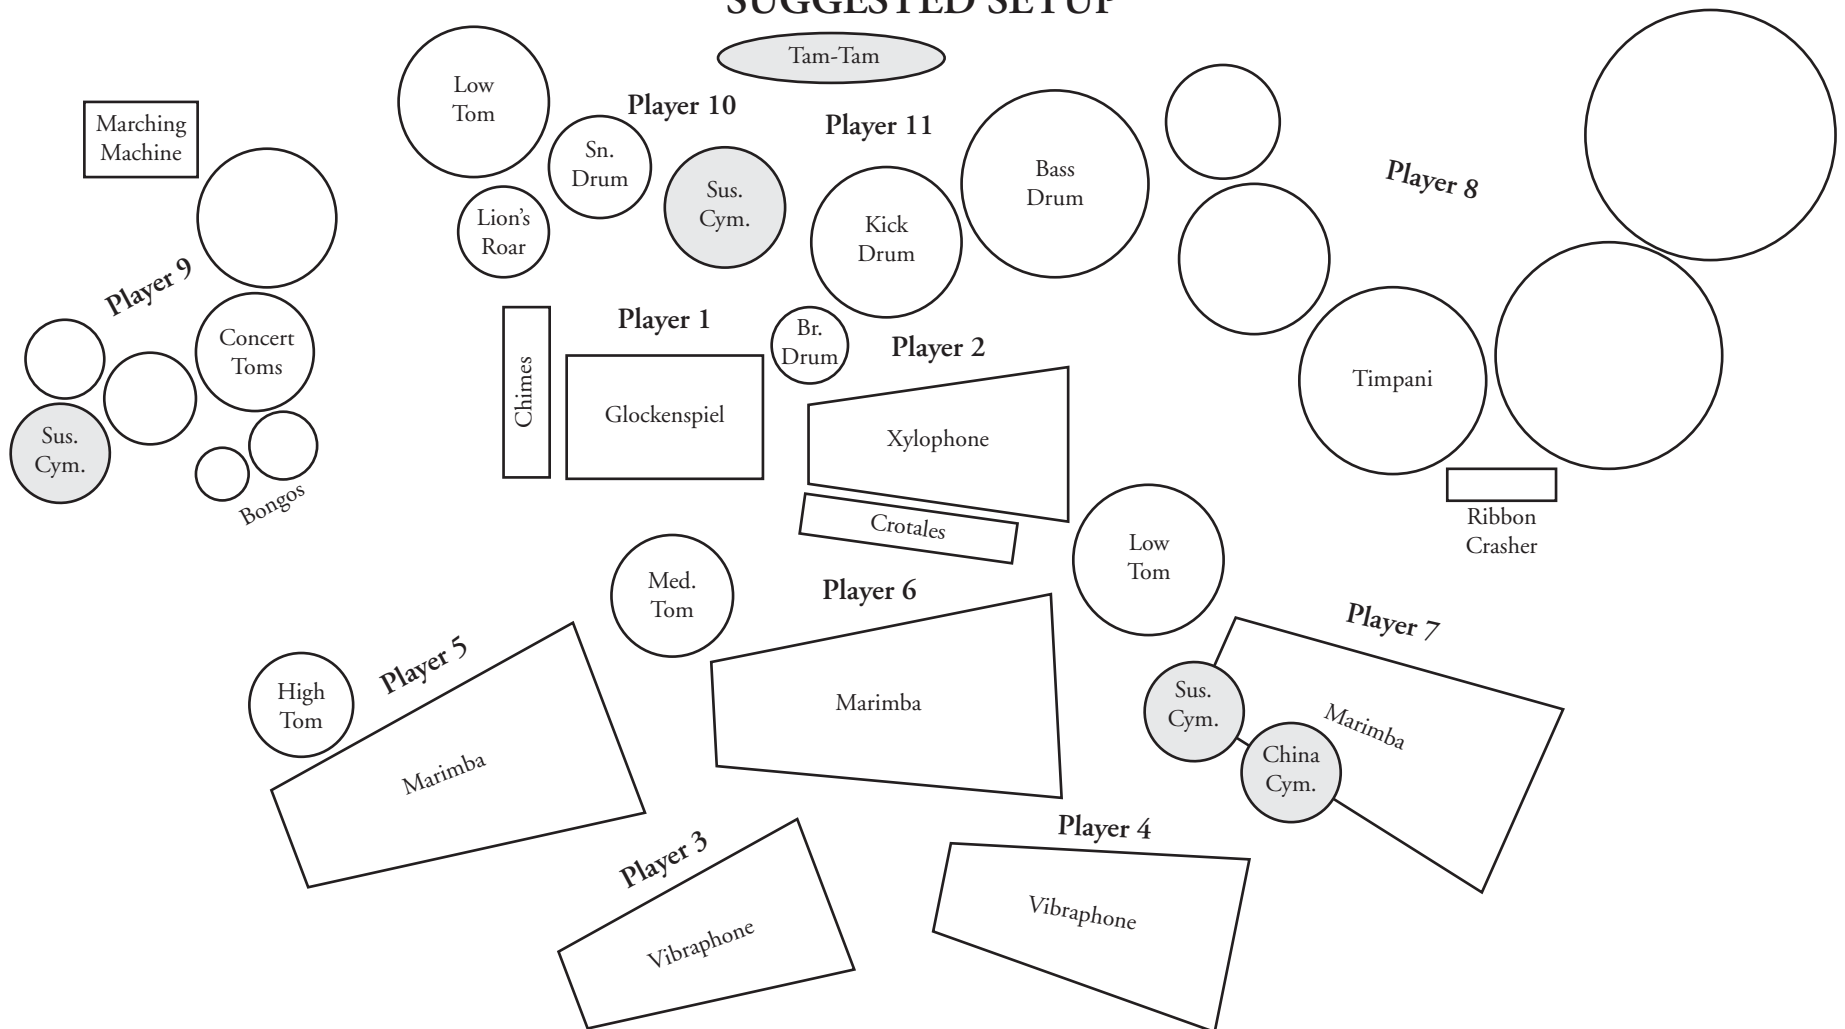 SUGGESTED SETUP
Tam-Tam
Low
Tom
Player 10
Marching
Machine
Player 11
Sn.
Drum
Bass
Drum
Player 8
Sus.
Cym.
Lion's
Roar
Kick
Drum
Player 9
Player 1
Br.
Drum
Player 2
Concert
Toms
Chimes
Glockenspiel
Xylophone
Timpani
Sus.
Cym.
Bongos
Crotales
Ribbon
Crasher
Low
Tom
Med.
Tom
Player 6
Player 7
Player 5
High
Tom
Marimba
Marimba
Sus.
Cym.
Marimba
China
Cym.
Player 3
Player 4
Vibraphone
Vibraphone